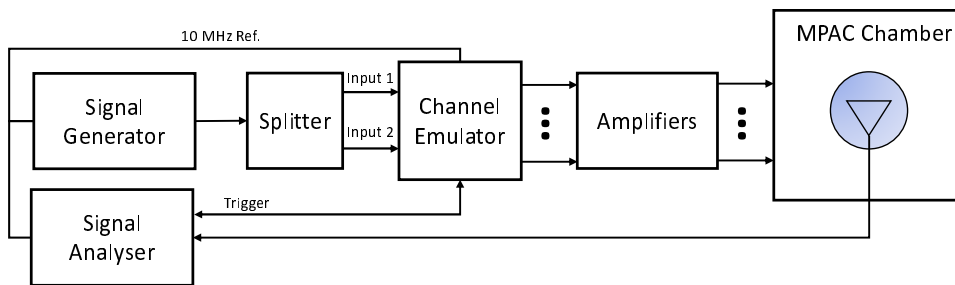 10 MHz Ref.
MPAC Chamber
Signal
Generator
Splitter
Input 1
Input 2
Channel
Emulator
Amplifiers
Trigger
Signal
Analyser